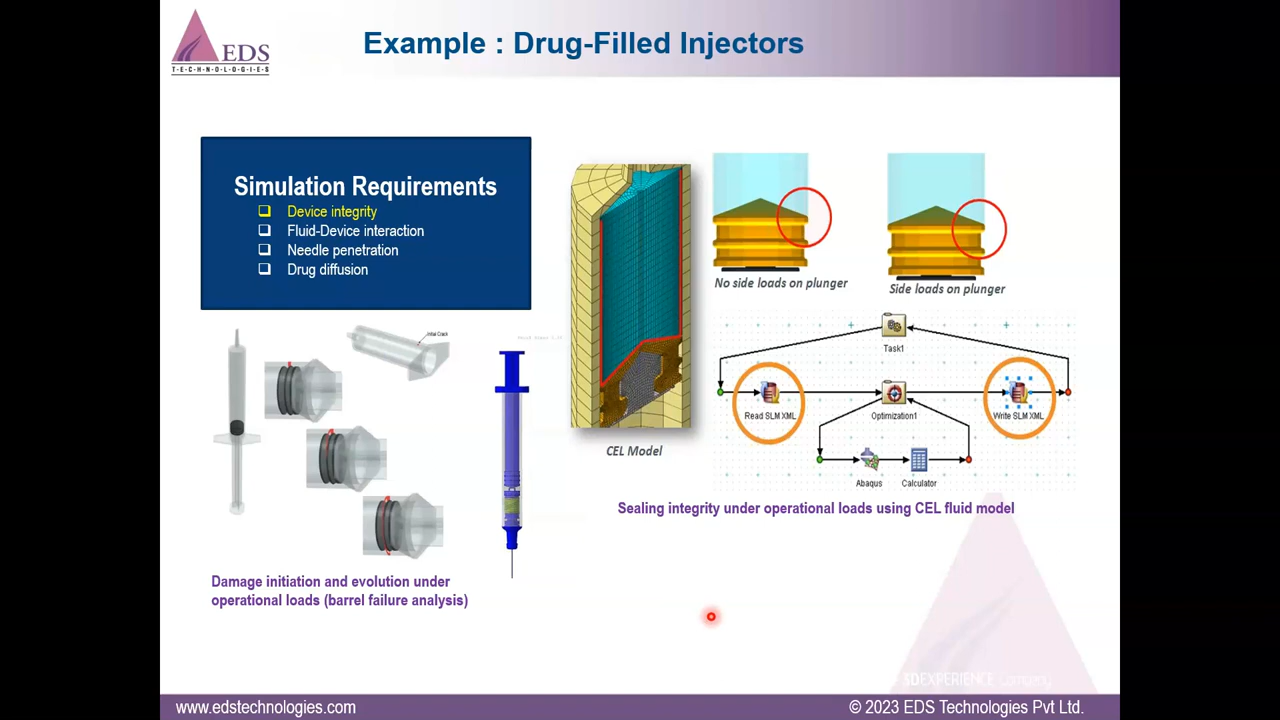 EDS
T·E·C·H·N·O·L·O·G·I·E·S
Example : Drug-Filled Injectors
Simulation Requirements
❑ Device integrity
❑ Fluid-Device interaction
❑ Needle penetration
❑ Drug diffusion
Initial Crack
Damage initiation and evolution under
operational loads (barrel failure analysis)
CEL Model
No side loads on plunger
Side loads on plunger
Task1
Read SLM XML
Optimization1
Write SLM XML
Abaqus
Calculator
Sealing integrity under operational loads using CEL fluid model
3DEXPERIENCE company
www.edstechnologies.com
© 2023 EDS Technologies Pvt Ltd.